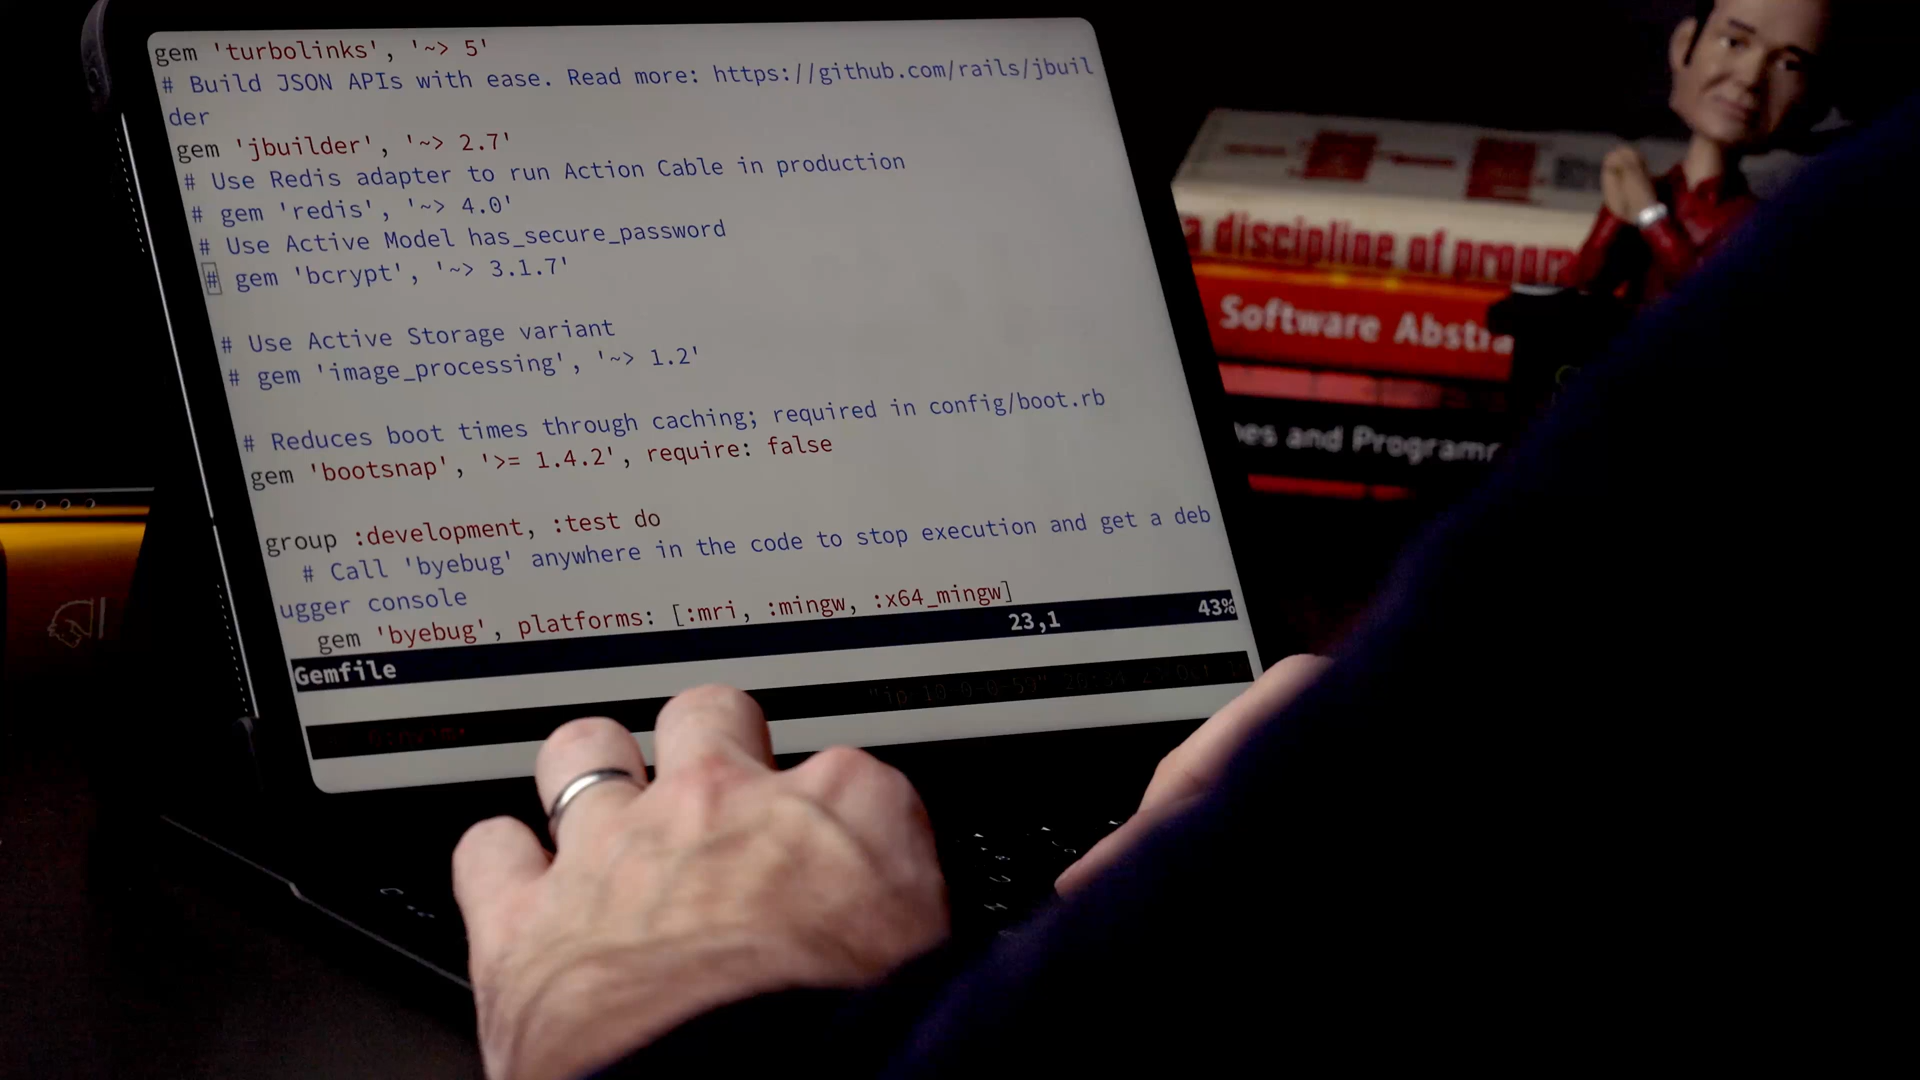 gem 'turbolinks', '~> 5'
# Build JSON APIs with ease. Read more: https://github.com/rails/jbuil
der
gem 'jbuilder', '~> 2.7'
# Use Redis adapter to run Action Cable in production
# gem 'redis', '~> 4.0'
# Use Active Model has_secure_password
# gem 'bcrypt', '~> 3.1.7'
# Use Active Storage variant
# gem 'image_processing', '~> 1.2'
# Reduces boot times through caching; required in config/boot.rb
gem 'bootsnap', '>= 1.4.2', require: false
group :development, :test do
# Call 'byebug' anywhere in the code to stop execution and get a deb
ugger console
gem 'byebug', platforms: [:mri, :mingw, :x64_mingw]
Gemfile 23,1 43%
a discipline of progra
Software Abstra
es and Programm